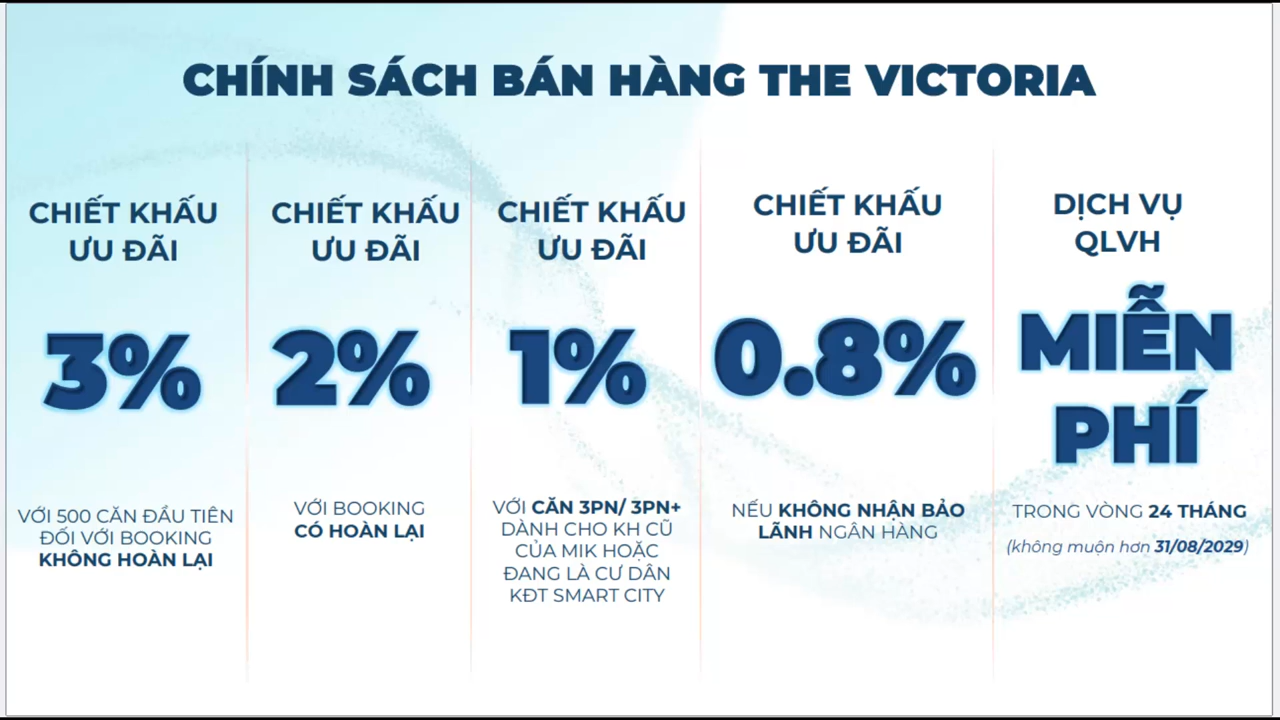 CHÍNH SÁCH BÁN HÀNG THE VICTORIA
CHIẾT KHẤU
ƯU ĐÃI
3%
VỚI 500 CĂN ĐẦU TIÊN
ĐỐI VỚI BOOKING
KHÔNG HOÀN LẠI
CHIẾT KHẤU
ƯU ĐÃI
2%
VỚI BOOKING
CÓ HOÀN LẠI
CHIẾT KHẤU
ƯU ĐÃI
1%
VỚI CĂN 3PN/ 3PN+
DÀNH CHO KH CŨ
CỦA MIK HOẶC
ĐANG LÀ CƯ DÂN
KĐT SMART CITY
CHIẾT KHẤU
ƯU ĐÃI
0.8%
NẾU KHÔNG NHẬN BẢO
LÃNH NGÂN HÀNG
DỊCH VỤ
QLVH
MIỄN
PHÍ
TRONG VÒNG 24 THÁNG
(không muộn hơn 31/08/2029)